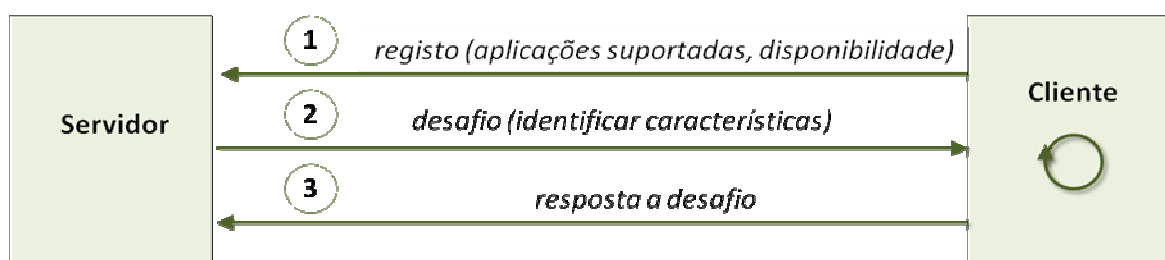 1
registo (aplicações suportadas, disponibilidade)
Servidor
Cliente
2
desafio (identificar características)
3
resposta a desafio